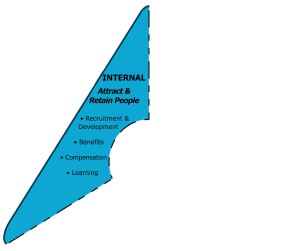 INTERNAL
Attract &
Retain People
• Recruitment &
Development
• Benefits
• Compensation
• Learning